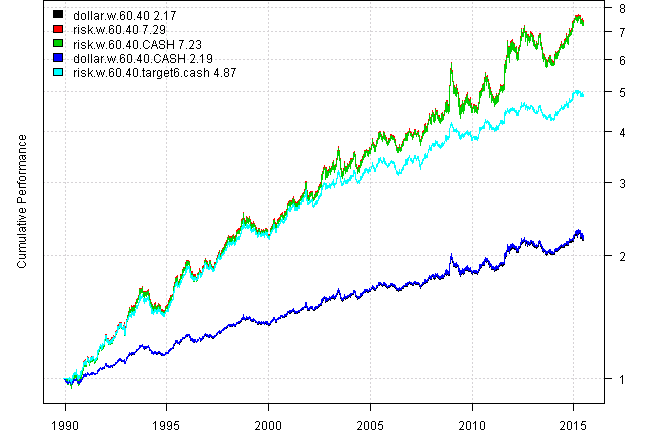 dollar.w.60.40 2.17
risk.w.60.40 7.29
risk.w.60.40.CASH 7.23
dollar.w.60.40.CASH 2.19
risk.w.60.40.target6.cash 4.87
Cumulative Performance
8
7
6
5
4
3
2
1
1990 1995 2000 2005 2010 2015